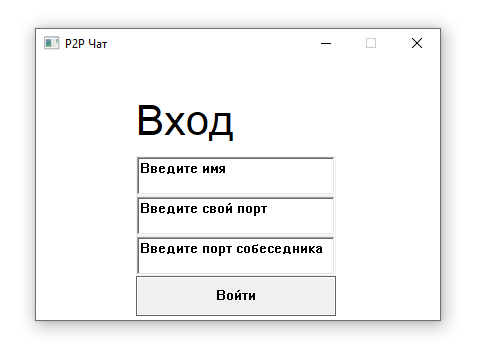 P2P Чат
Вход
Введите имя
Введите свой порт
Введите порт собеседника
Войти